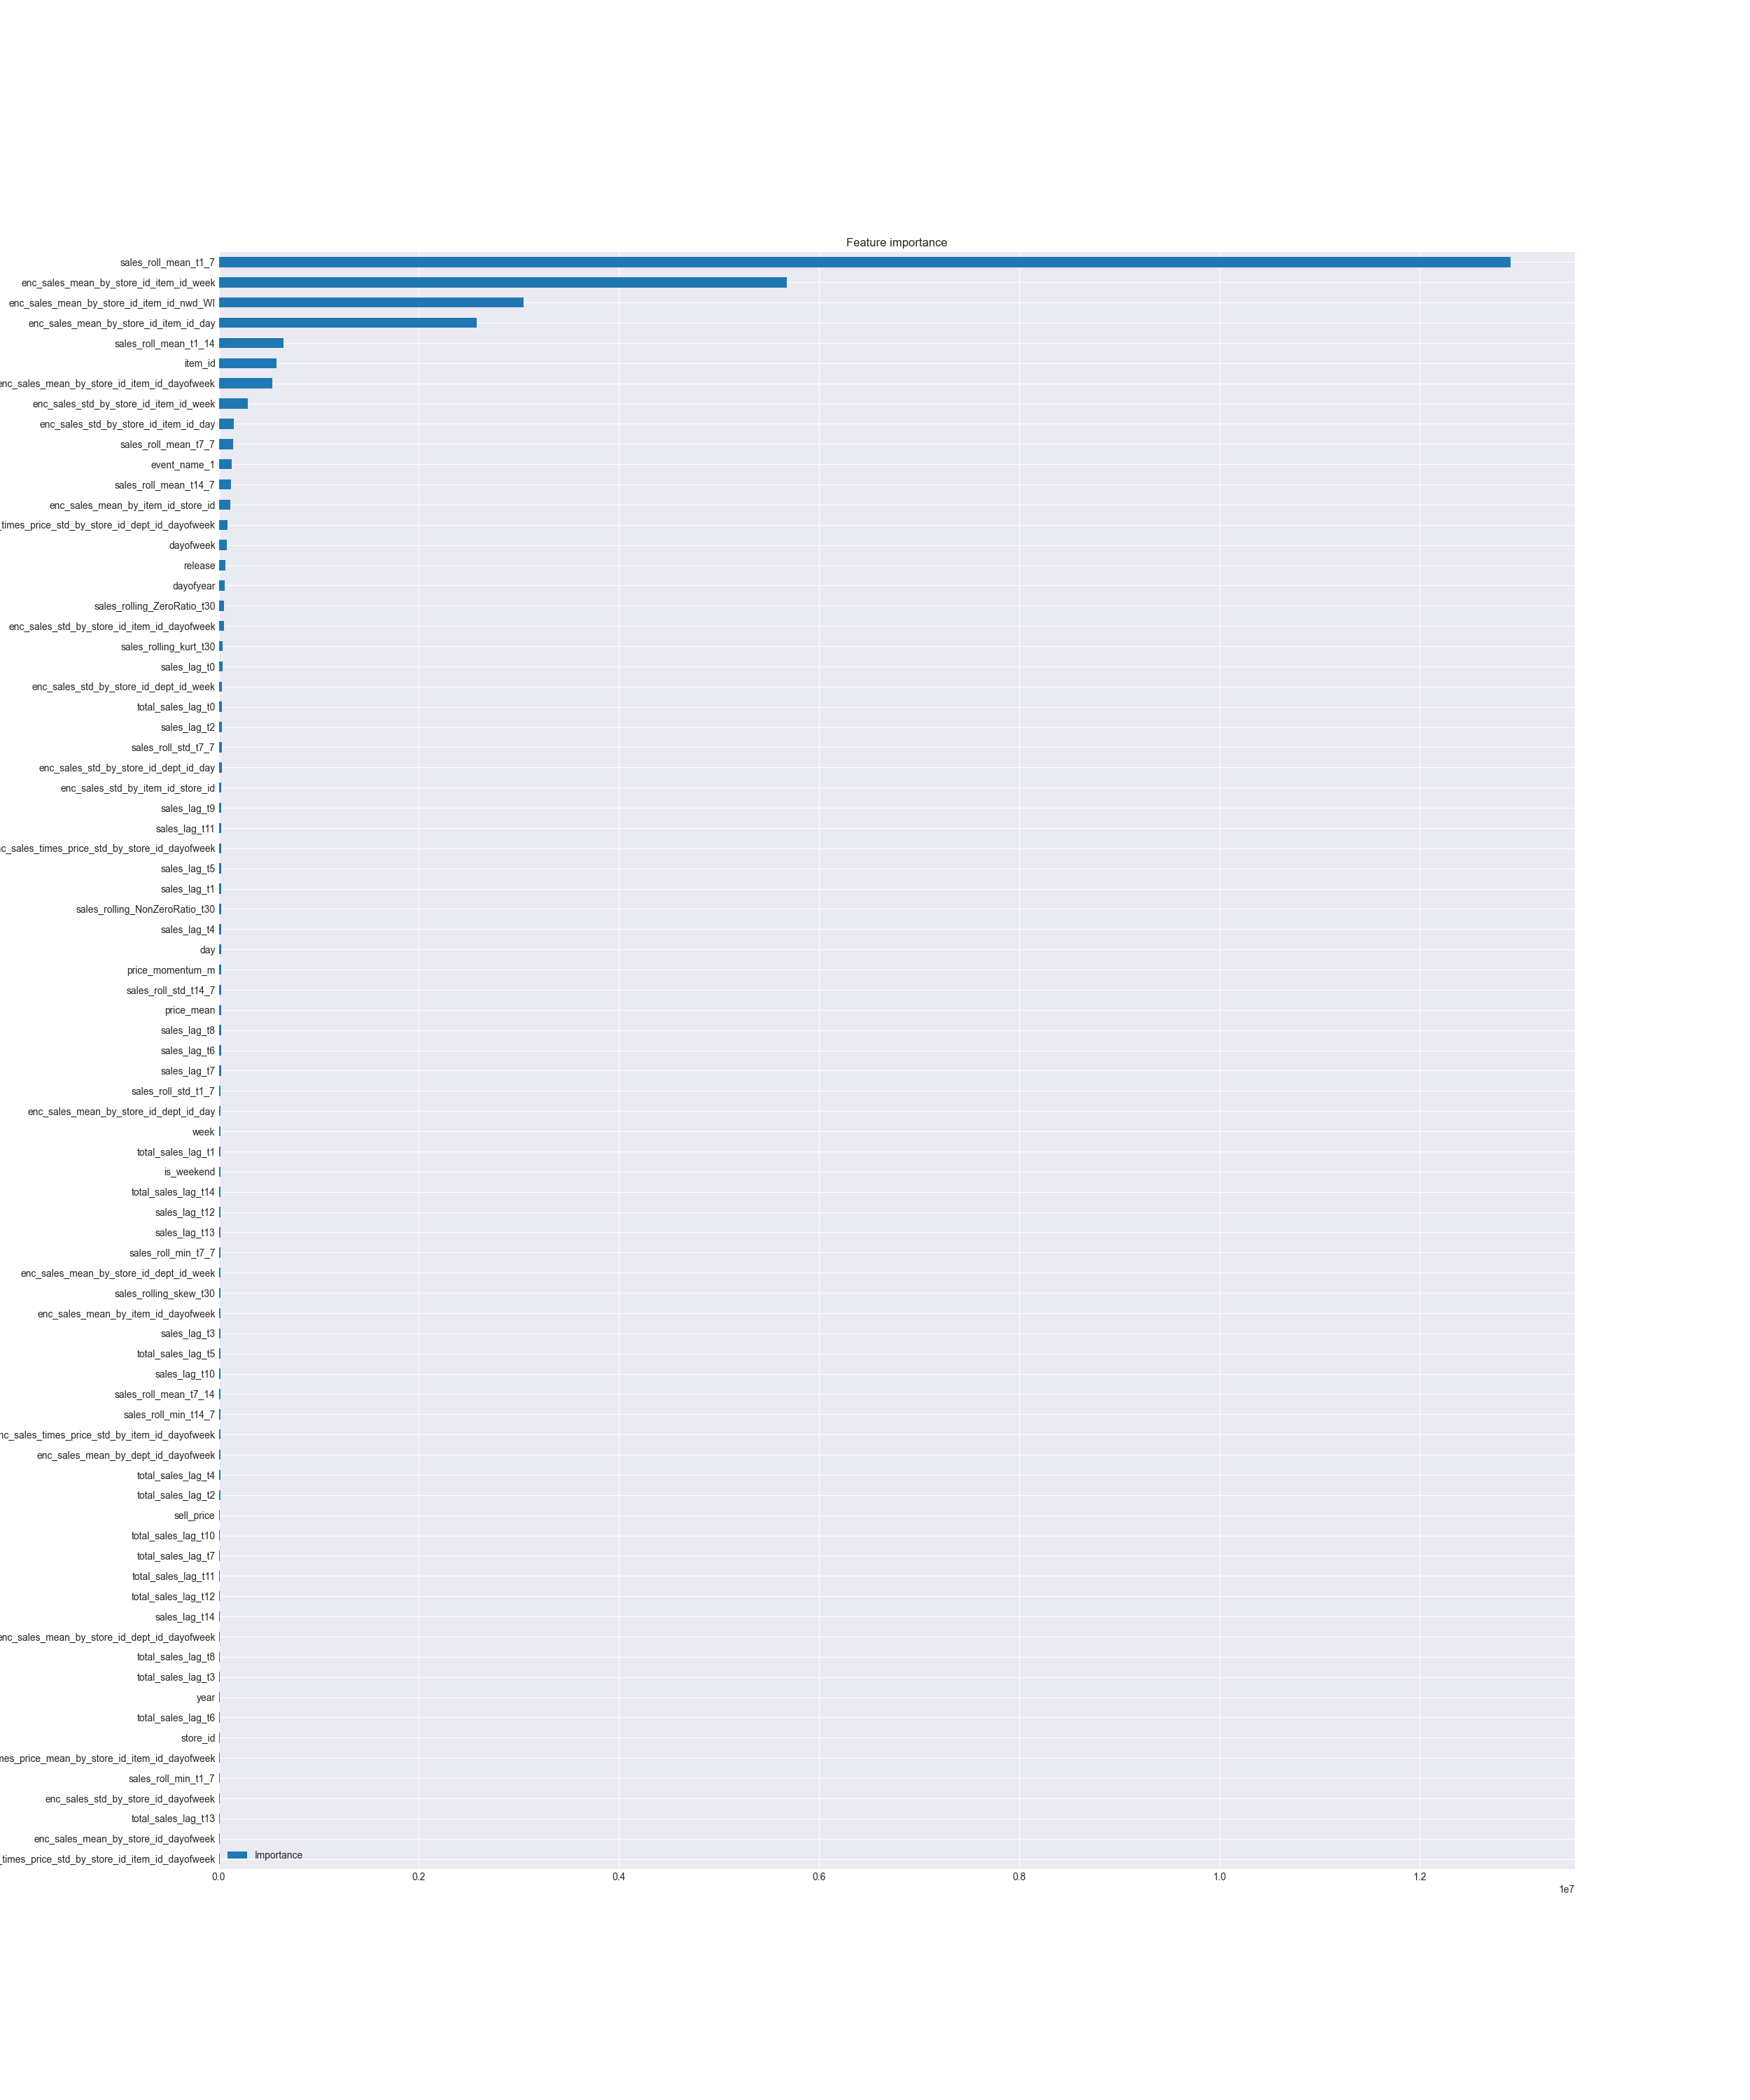 Feature importance
sales_roll_mean_t1_7
enc_sales_mean_by_store_id_item_id_week
enc_sales_mean_by_store_id_item_id_nwd_WI
enc_sales_mean_by_store_id_item_id_day
sales_roll_mean_t1_14
item_id
enc_sales_mean_by_store_id_item_id_dayofweek
enc_sales_std_by_store_id_item_id_week
enc_sales_std_by_store_id_item_id_day
sales_roll_mean_t7_7
event_name_1
sales_roll_mean_t14_7
enc_sales_mean_by_item_id_store_id
_times_price_std_by_store_id_dept_id_dayofweek
dayofweek
release
dayofyear
sales_rolling_ZeroRatio_t30
enc_sales_std_by_store_id_item_id_dayofweek
sales_rolling_kurt_t30
sales_lag_t0
enc_sales_std_by_store_id_dept_id_week
total_sales_lag_t0
sales_lag_t2
sales_roll_std_t7_7
enc_sales_std_by_store_id_dept_id_day
enc_sales_std_by_item_id_store_id
sales_lag_t9
sales_lag_t11
nc_sales_times_price_std_by_store_id_dayofweek
sales_lag_t5
sales_lag_t1
sales_rolling_NonZeroRatio_t30
sales_lag_t4
day
price_momentum_m
sales_roll_std_t14_7
price_mean
sales_lag_t8
sales_lag_t6
sales_lag_t7
sales_roll_std_t1_7
enc_sales_mean_by_store_id_dept_id_day
week
total_sales_lag_t1
is_weekend
total_sales_lag_t14
sales_lag_t12
sales_lag_t13
sales_roll_min_t7_7
enc_sales_mean_by_store_id_dept_id_week
sales_rolling_skew_t30
enc_sales_mean_by_item_id_dayofweek
sales_lag_t3
total_sales_lag_t5
sales_lag_t10
sales_roll_mean_t7_14
sales_roll_min_t14_7
nc_sales_times_price_std_by_item_id_dayofweek
enc_sales_mean_by_dept_id_dayofweek
total_sales_lag_t4
total_sales_lag_t2
sell_price
total_sales_lag_t10
total_sales_lag_t7
total_sales_lag_t11
total_sales_lag_t12
sales_lag_t14
enc_sales_mean_by_store_id_dept_id_dayofweek
total_sales_lag_t8
total_sales_lag_t3
year
total_sales_lag_t6
store_id
mes_price_mean_by_store_id_item_id_dayofweek
sales_roll_min_t1_7
enc_sales_std_by_store_id_dayofweek
total_sales_lag_t13
enc_sales_mean_by_store_id_dayofweek
_times_price_std_by_store_id_item_id_dayofweek
Importance
0.0 0.2 0.4 0.6 0.8 1.0 1.2
1e7